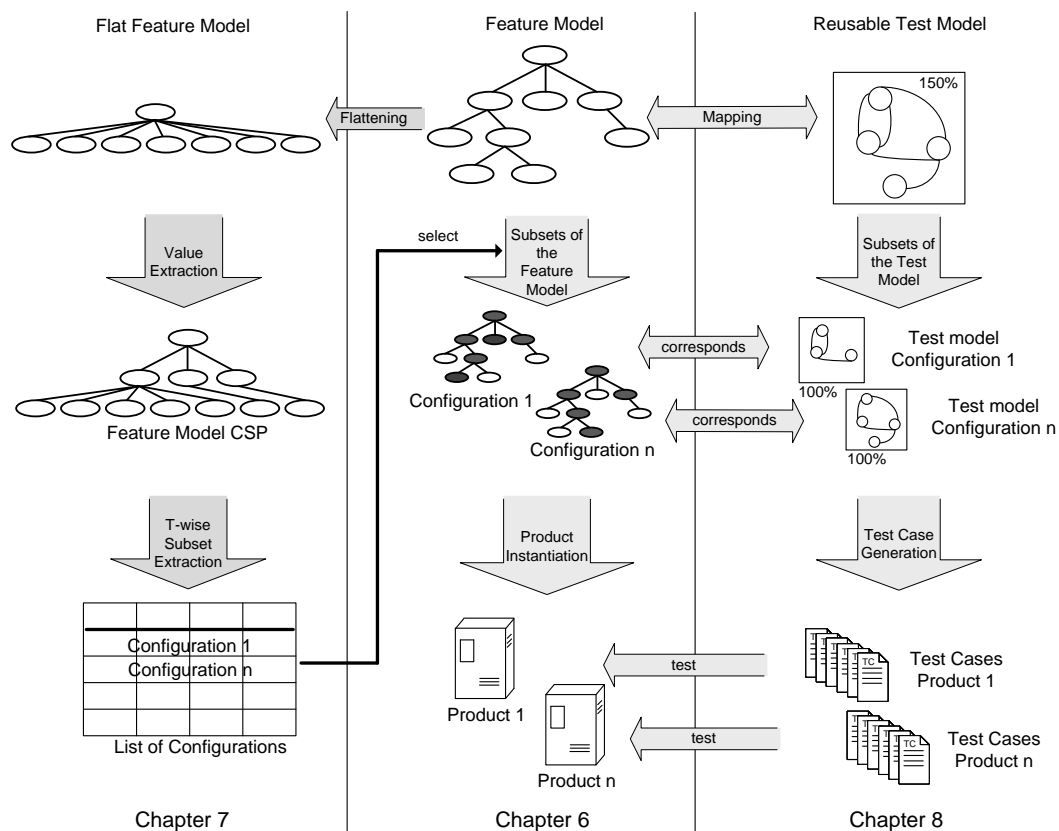 Flat Feature Model
Feature Model
Reusable Test Model
150%
Flattening
Mapping
Value
Extraction
select
Subsets of
the
Feature
Model
Subsets of
the Test
Model
Feature Model CSP
Configuration 1
Configuration n
corresponds
corresponds
100%
Test model
Configuration 1
100%
Test model
Configuration n
T-wise
Subset
Extraction
Product
Instantiation
Test Case
Generation
Configuration 1
Configuration n
List of Configurations
Product 1
Product n
test
test
TC
TC
Test Cases
Product 1
TC
TC
Test Cases
Product n
Chapter 7
Chapter 6
Chapter 8